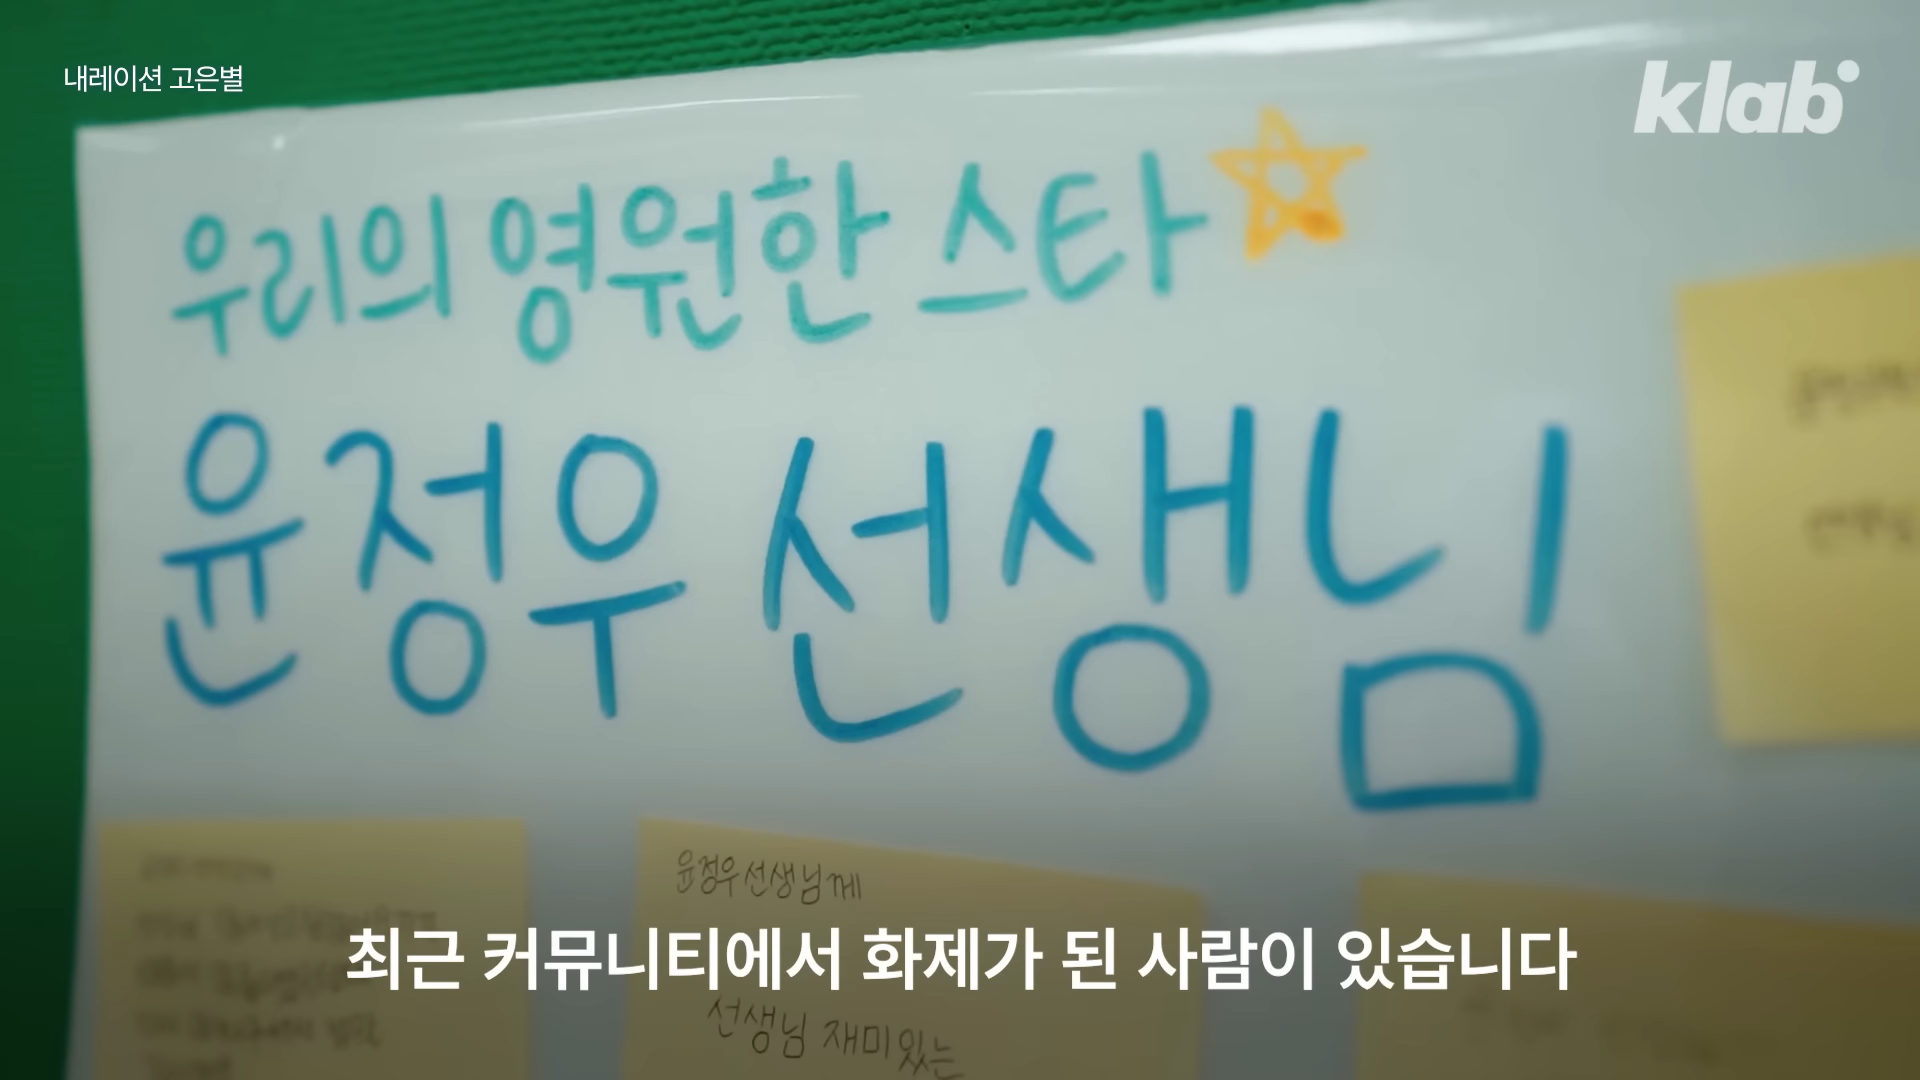 내레이션 고은별
klab
우리의 영원한 스타
윤정우 선생님
윤정우선생님께
선생님 재미있는
최근 커뮤니티에서 화제가 된 사람이 있습니다